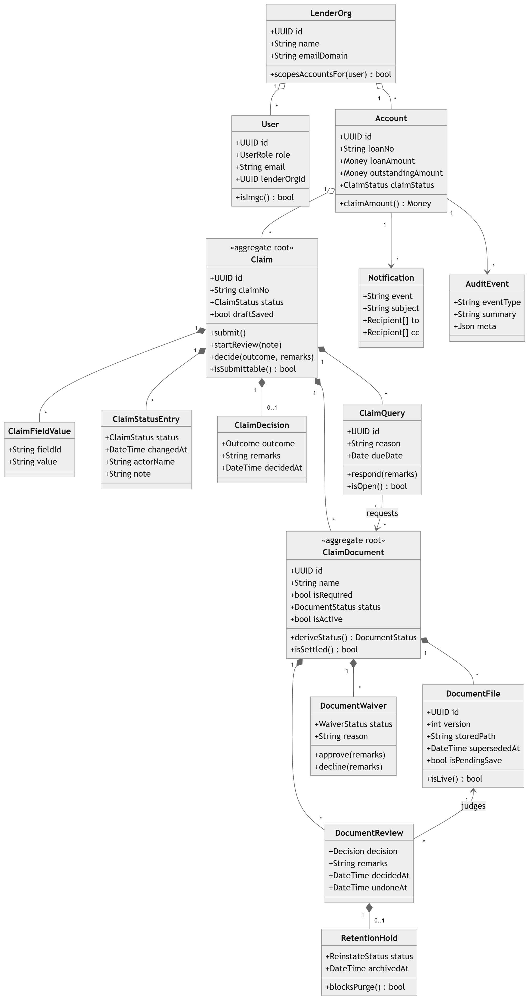 LenderOrg
+UUID id
+String name
+String emailDomain
+scopesAccountsFor(user) : bool
1
*
1
*
User
+UUID id
+UserRole role
+String email
+UUID lenderOrgId
+isImgc() : bool
Account
+UUID id
+String loanNo
+Money loanAmount
+Money outstandingAmount
+ClaimStatus claimStatus
+claimAmount() : Money
1
*
1
*
1
*
«aggregate root»
Claim
+UUID id
+String claimNo
+ClaimStatus status
+bool draftSaved
+submit()
+startReview(note)
+decide(outcome, remarks)
+isSubmittable() : bool
Notification
+String event
+String subject
+Recipient[] to
+Recipient[] cc
AuditEvent
+String eventType
+String summary
+Json meta
1
*
1
*
1
0..1
1
*
1
*
ClaimFieldValue
+String fieldId
+String value
ClaimStatusEntry
+ClaimStatus status
+DateTime changedAt
+String actorName
+String note
ClaimDecision
+Outcome outcome
+String remarks
+DateTime decidedAt
ClaimQuery
+UUID id
+String reason
+Date dueDate
+respond(remarks)
+isOpen() : bool
*
requests
*
«aggregate root»
ClaimDocument
+UUID id
+String name
+bool isRequired
+DocumentStatus status
+bool isActive
+deriveStatus() : DocumentStatus
+isSettled() : bool
1
*
1
*
1
*
DocumentWaiver
+WaiverStatus status
+String reason
+approve(remarks)
+decline(remarks)
DocumentFile
+UUID id
+int version
+String storedPath
+DateTime supersededAt
+bool isPendingSave
+isLive() : bool
1
judges
*
DocumentReview
+Decision decision
+String remarks
+DateTime decidedAt
+DateTime undoneAt
1
0..1
RetentionHold
+ReinstateStatus status
+DateTime archivedAt
+blocksPurge() : bool